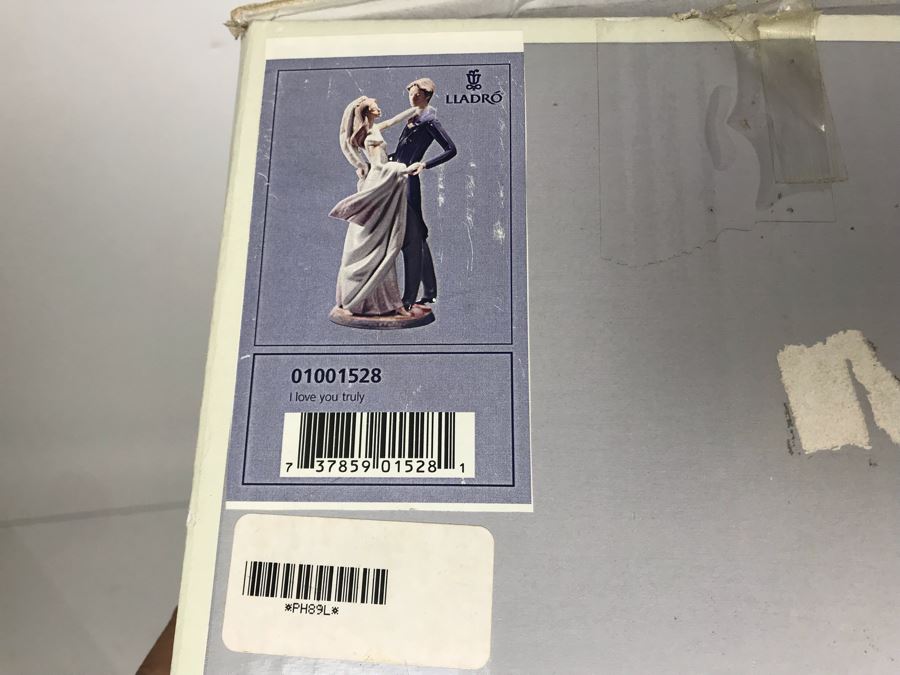 LLADRÓ
01001528
I love you truly
7 37859 01528 1
*PH89L*